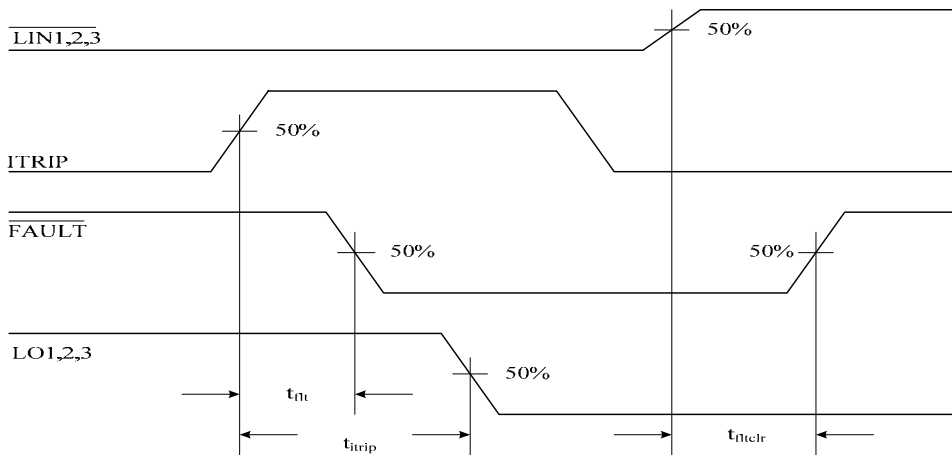 LIN1,2,3
50%
50%
ITRIP
FAULT
50%
50%
LO1,2,3
50%
tflt
titrip
tfltclr